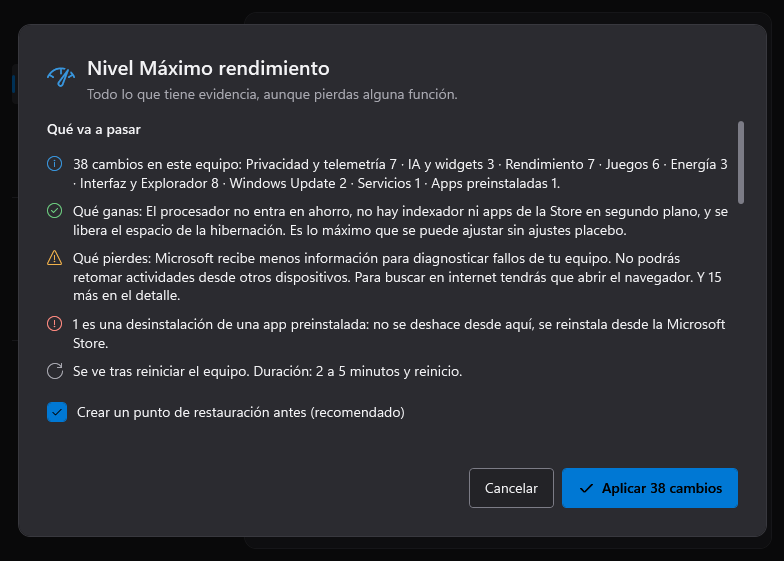 Nivel Máximo rendimiento
Todo lo que tiene evidencia, aunque pierdas alguna función.
Qué va a pasar
38 cambios en este equipo: Privacidad y telemetría 7 · IA y widgets 3 · Rendimiento 7 · Juegos 6 · Energía 3
· Interfaz y Explorador 8 · Windows Update 2 · Servicios 1 · Apps preinstaladas 1.
Qué ganas: El procesador no entra en ahorro, no hay indexador ni apps de la Store en segundo plano, y se
libera el espacio de la hibernación. Es lo máximo que se puede ajustar sin ajustes placebo.
Qué pierdes: Microsoft recibe menos información para diagnosticar fallos de tu equipo. No podrás
retomar actividades desde otros dispositivos. Para buscar en internet tendrás que abrir el navegador. Y 15
más en el detalle.
1 es una desinstalación de una app preinstalada: no se deshace desde aquí, se reinstala desde la Microsoft
Store.
Se ve tras reiniciar el equipo. Duración: 2 a 5 minutos y reinicio.
Crear un punto de restauración antes (recomendado)
Cancelar
Aplicar 38 cambios